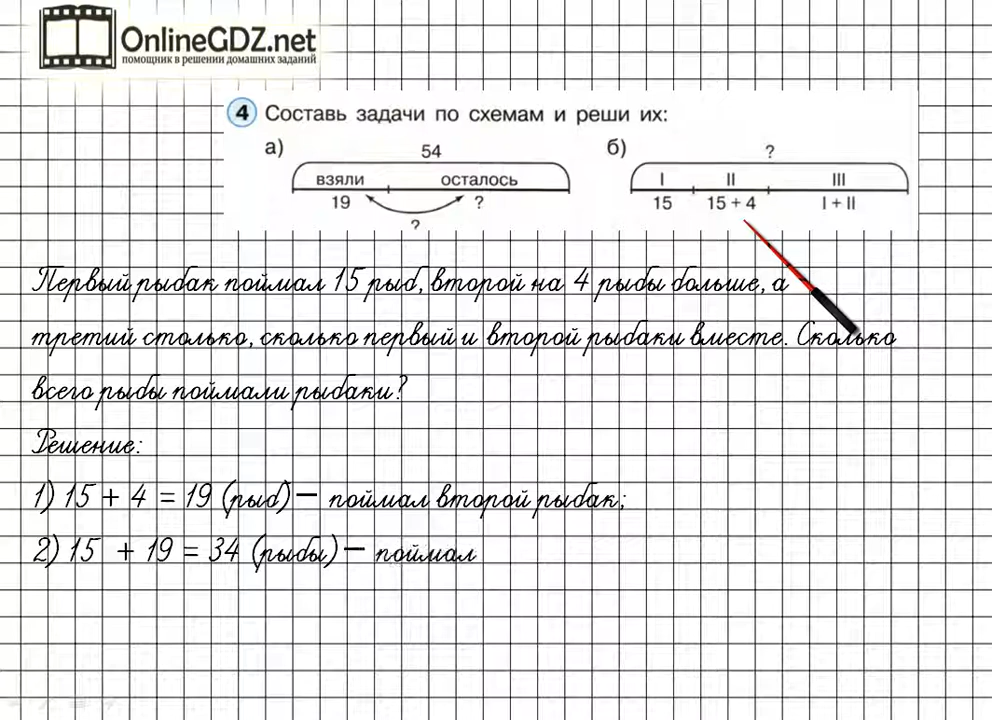 OnlineGDZ.net
помощник в решении домашних заданий
4 Составь задачи по схемам и реши их:
а) 54
взяли осталось
19 ?
?
б) ?
I II III
15 15 + 4 I + II
Первый рыбак поймал 15 рыб, второй на 4 рыбы больше, а
третий столько, сколько первый и второй рыбаки вместе. Сколько
всего рыбы поймали рыбаки?
Решение:
1) 15 + 4 = 19 (рыб) — поймал второй рыбак;
2) 15 + 19 = 34 (рыбы) — поймал